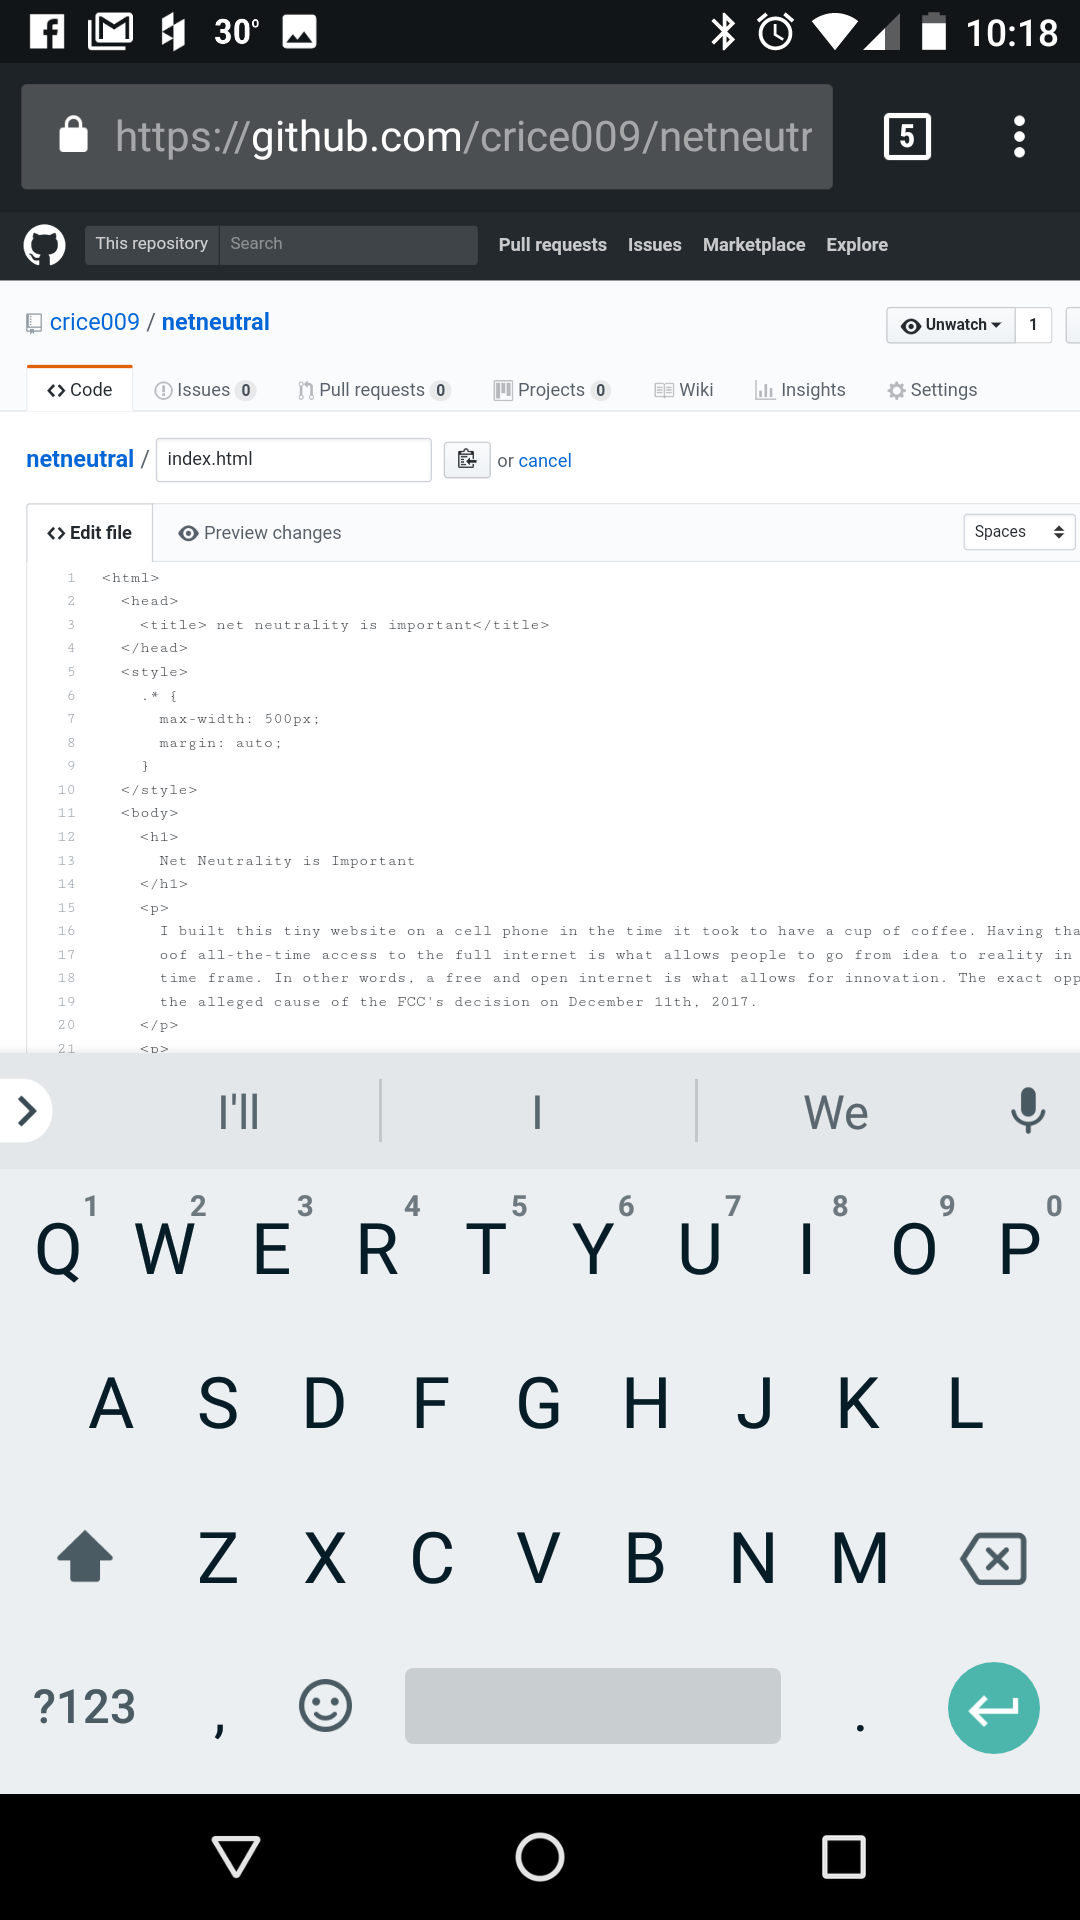 30° 10:18
https://github.com/crice009/netneutr 5
This repository Search Pull requests Issues Marketplace Explore
crice009 / netneutral Unwatch 1
<> Code Issues 0 Pull requests 0 Projects 0 Wiki Insights Settings
netneutral / index.html or cancel
<> Edit file Preview changes Spaces
1 <html>
2 <head>
3 <title> net neutrality is important</title>
4 </head>
5 <style>
6 .* {
7 max-width: 500px;
8 margin: auto;
9 }
10 </style>
11 <body>
12 <h1>
13 Net Neutrality is Important
14 </h1>
15 <p>
16 I built this tiny website on a cell phone in the time it took to have a cup of coffee. Having tha
17 oof all-the-time access to the full internet is what allows people to go from idea to reality in
18 time frame. In other words, a free and open internet is what allows for innovation. The exact opp
19 the alleged cause of the FCC's decision on December 11th, 2017.
20 </p>
21 <p>
I'll I We
1 2 3 4 5 6 7 8 9 0
Q W E R T Y U I O P
A S D F G H J K L
Z X C V B N M
?123 , .